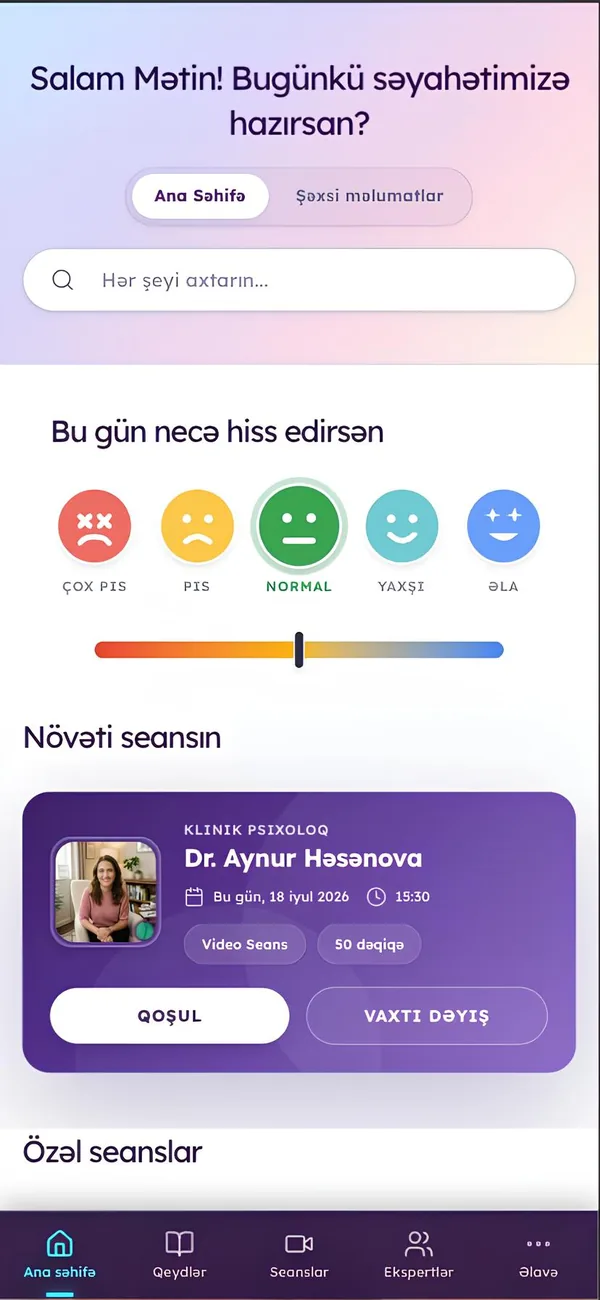 Salam Mətin! Bugünkü səyahətimizə
hazırsan?
Ana Səhifə
Şəxsi məlumatlar
Hər şeyi axtarın...
Bu gün necə hiss edirsən
ÇOX PIS
PIS
NORMAL
YAXŞI
ƏLA
Növəti seansın
KLINIK PSIXOLOQ
Dr. Aynur Həsənova
Bu gün, 18 iyul 2026
15:30
Video Seans
50 dəqiqə
QOŞUL
VAXTI DƏYIŞ
Özəl seanslar
Ana səhifə
Qeydlər
Seanslar
Ekspertlər
Əlavə